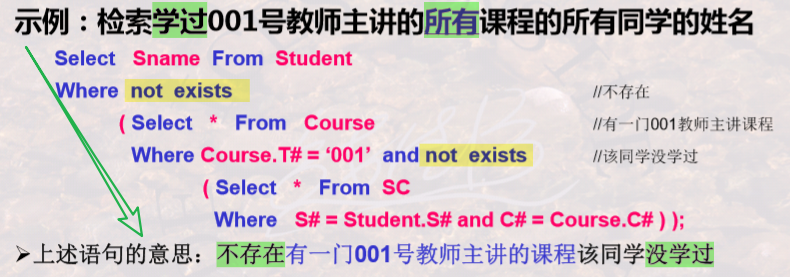 示例：检索学过001号教师主讲的所有课程的所有同学的姓名
Select Sname From Student
Where not exists //不存在
( Select * From Course //有一门001教师主讲课程
Where Course.T# = ‘001’ and not exists //该同学没学过
( Select * From SC
Where S# = Student.S# and C# = Course.C# ) );
➢上述语句的意思：不存在有一门001号教师主讲的课程该同学没学过